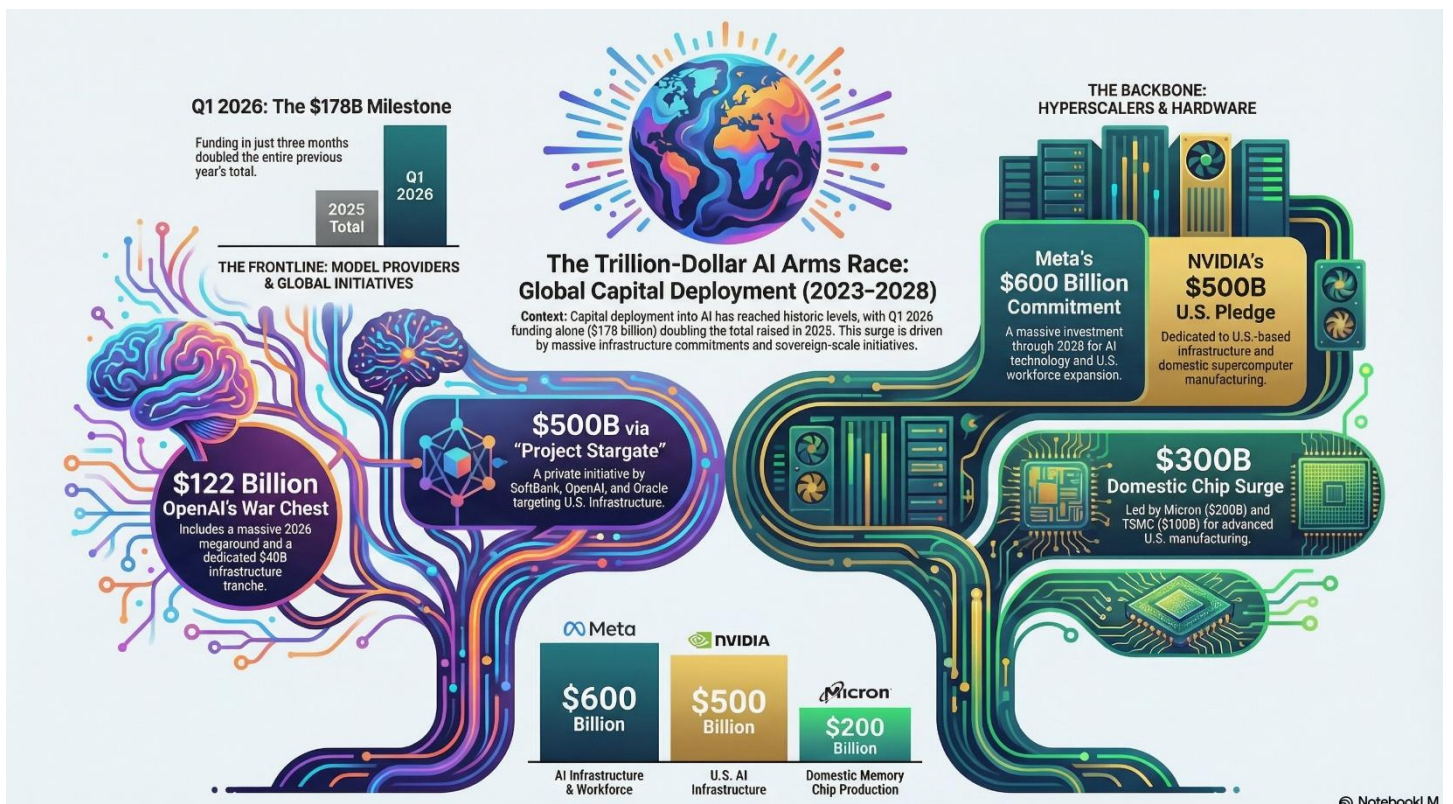 Q1 2026: The $178B Milestone
Funding in just three months
doubled the entire previous
year's total.
2025
Total
Q1
2026
THE FRONTLINE: MODEL PROVIDERS
& GLOBAL INITIATIVES
$122 Billion
OpenAI's War Chest
Includes a massive 2026
megaround and a
dedicated $40B
infrastructure
tranche.
$500B via
"Project Stargate"
A private initiative by
SoftBank, OpenAI, and Oracle
targeting U.S. Infrastructure.
The Trillion-Dollar AI Arms Race:
Global Capital Deployment (2023–2028)
Context: Capital deployment into AI has reached historic levels, with Q1 2026
funding alone ($178 billion) doubling the total raised in 2025. This surge is driven
by massive infrastructure commitments and sovereign-scale initiatives.
THE BACKBONE:
HYPERSCALERS & HARDWARE
Meta's
$600 Billion
Commitment
A massive investment
through 2028 for AI
technology and U.S.
workforce expansion.
NVIDIA's
$500B
U.S. Pledge
Dedicated to U.S.-based
infrastructure and
domestic supercomputer
manufacturing.
$300B
Domestic Chip Surge
Led by Micron ($200B) and
TSMC ($100B) for advanced
U.S. manufacturing.
Meta
$600
Billion
AI Infrastructure
& Workforce
NVIDIA
$500
Billion
U.S. AI
Infrastructure
Micron
$200
Billion
Domestic Memory
Chip Production
NotebookLM